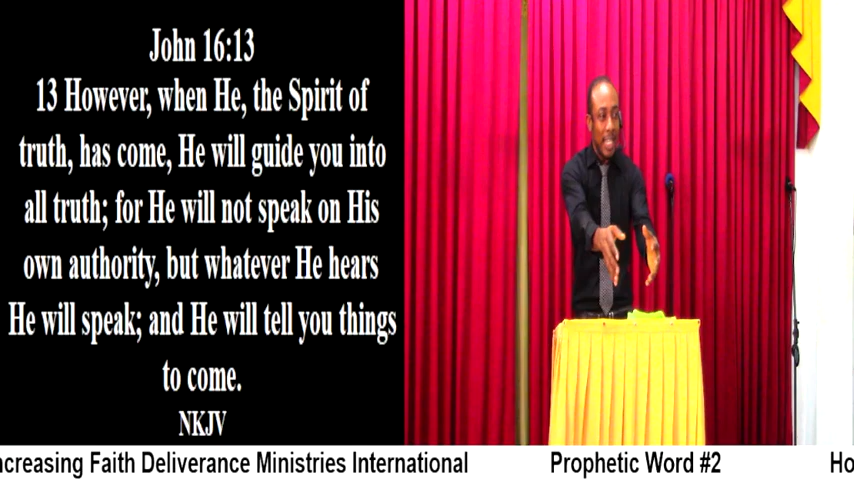 John 16:13
13 However, when He, the Spirit of
truth, has come, He will guide you into
all truth; for He will not speak on His
own authority, but whatever He hears
He will speak; and He will tell you things
to come.
NKJV
ncreasing Faith Deliverance Ministries International Prophetic Word #2 Ho